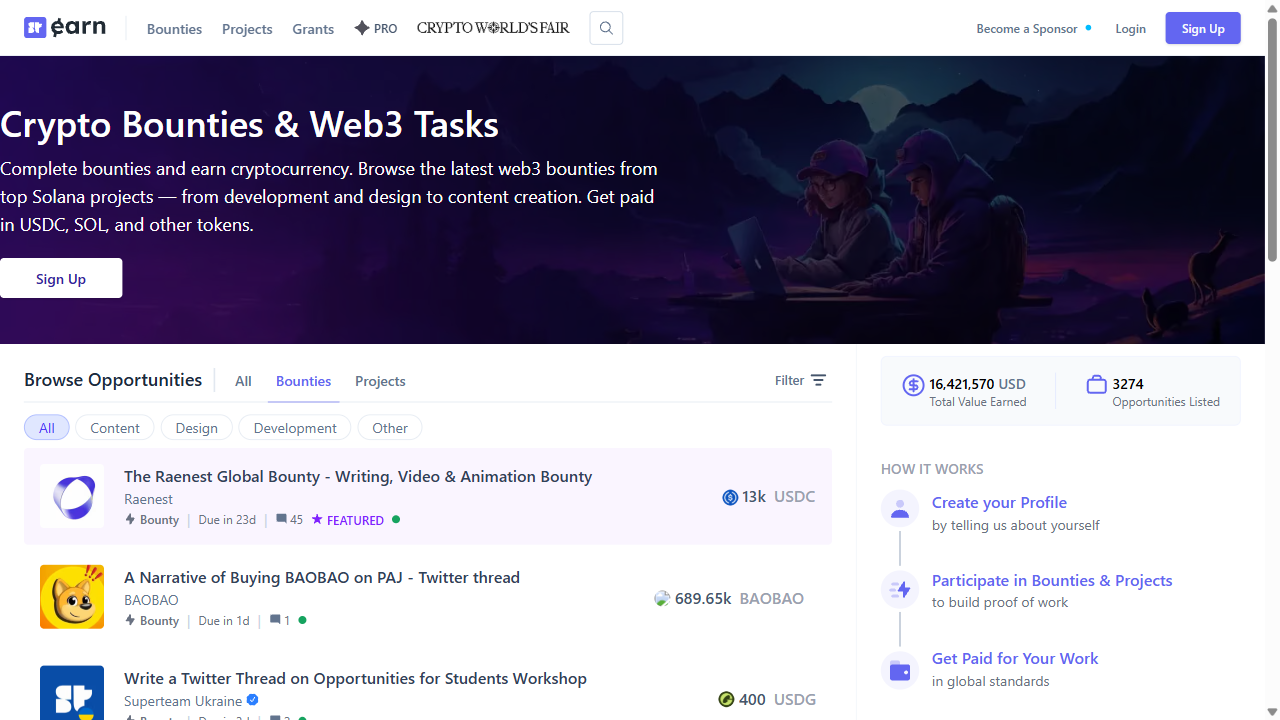 earn
Bounties
Projects
Grants
PRO
CRYPTO WORLD'S FAIR
Become a Sponsor
Login
Sign Up
Crypto Bounties & Web3 Tasks
Complete bounties and earn cryptocurrency. Browse the latest web3 bounties from
top Solana projects — from development and design to content creation. Get paid
in USDC, SOL, and other tokens.
Sign Up
Browse Opportunities
All
Bounties
Projects
Filter
All
Content
Design
Development
Other
The Raenest Global Bounty - Writing, Video & Animation Bounty
Raenest
Bounty | Due in 23d | 45 FEATURED
13k USDC
A Narrative of Buying BAOBAO on PAJ - Twitter thread
BAOBAO
Bounty | Due in 1d | 1
689.65k BAOBAO
Write a Twitter Thread on Opportunities for Students Workshop
Superteam Ukraine
400 USDG
16,421,570 USD
Total Value Earned
3274
Opportunities Listed
HOW IT WORKS
Create your Profile
by telling us about yourself
Participate in Bounties & Projects
to build proof of work
Get Paid for Your Work
in global standards